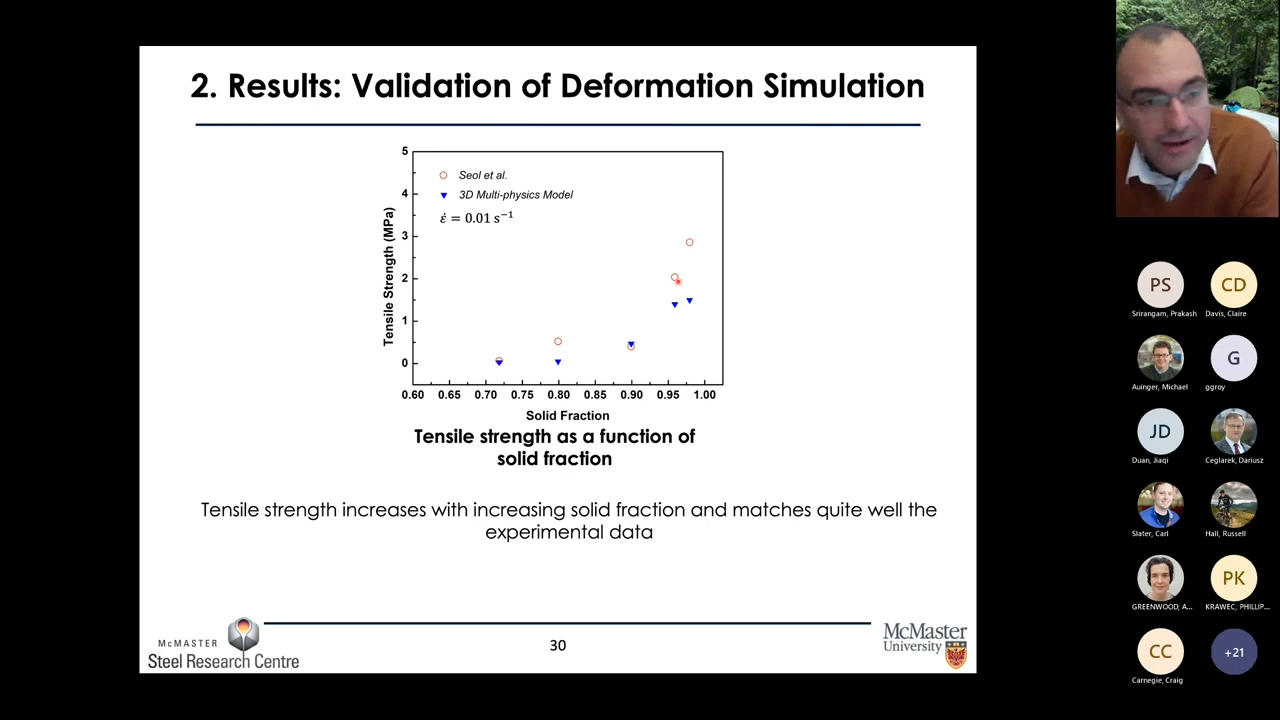 2. Results: Validation of Deformation Simulation
5
4
3
2
1
0
Tensile Strength (MPa)
Seol et al.
3D Multi-physics Model
ε̇ = 0.01 s⁻¹
0.60 0.65 0.70 0.75 0.80 0.85 0.90 0.95 1.00
Solid Fraction
Tensile strength as a function of
solid fraction
Tensile strength increases with increasing solid fraction and matches quite well the
experimental data
McMASTER
Steel Research Centre
30
McMaster
University
PS
Srirangam, Prakash
CD
Davis, Claire
Auinger, Michael
G
ggroy
JD
Duan, Jiaqi
Ceglarek, Dariusz
Slater, Carl
Hall, Russell
GREENWOOD, A...
PK
KRAWEC, PHILLIP...
CC
Carnegie, Craig
+21